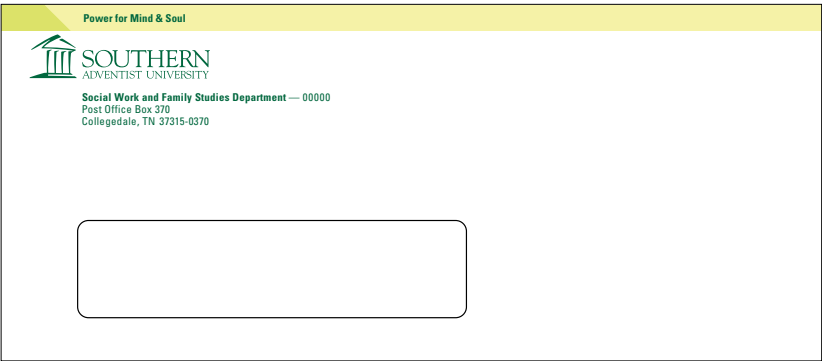 Power for Mind & Soul
SOUTHERN
ADVENTIST UNIVERSITY
Social Work and Family Studies Department — 00000
Post Office Box 370
Collegedale, TN 37315-0370